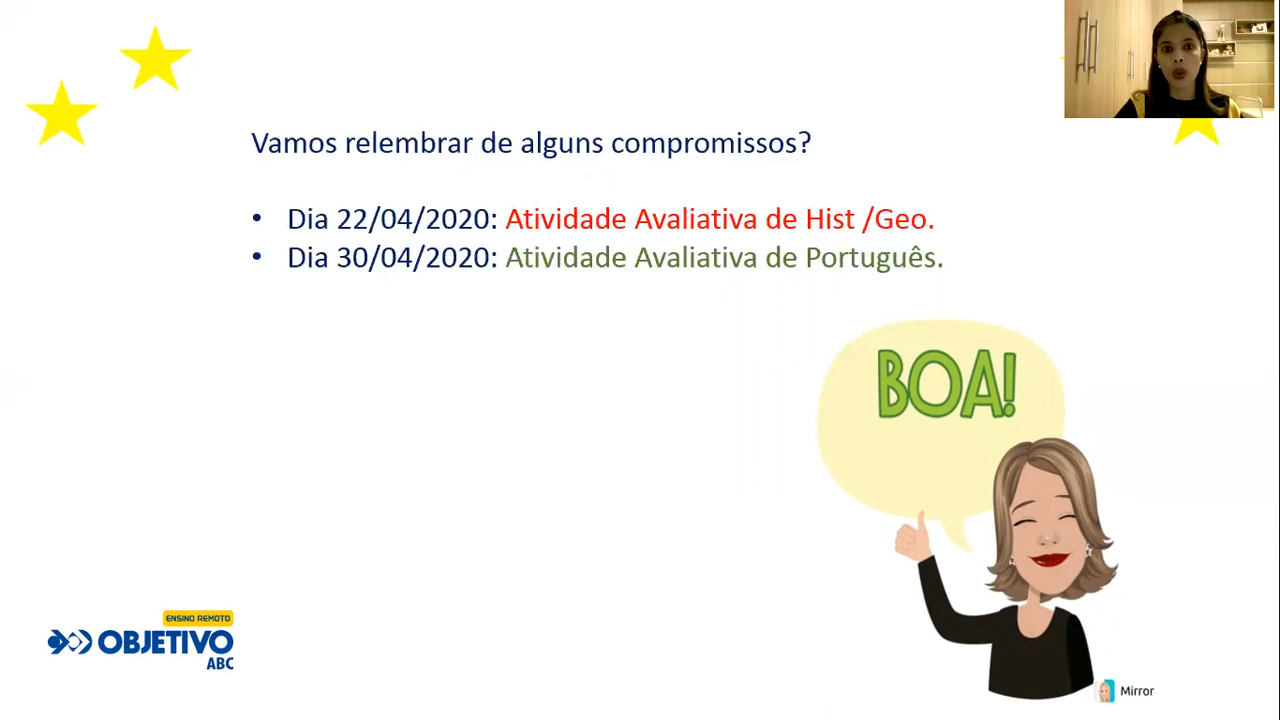 Vamos relembrar de alguns compromissos?
• Dia 22/04/2020: Atividade Avaliativa de Hist /Geo.
• Dia 30/04/2020: Atividade Avaliativa de Português.
BOA!
ENSINO REMOTO
OBJETIVO
ABC
Mirror